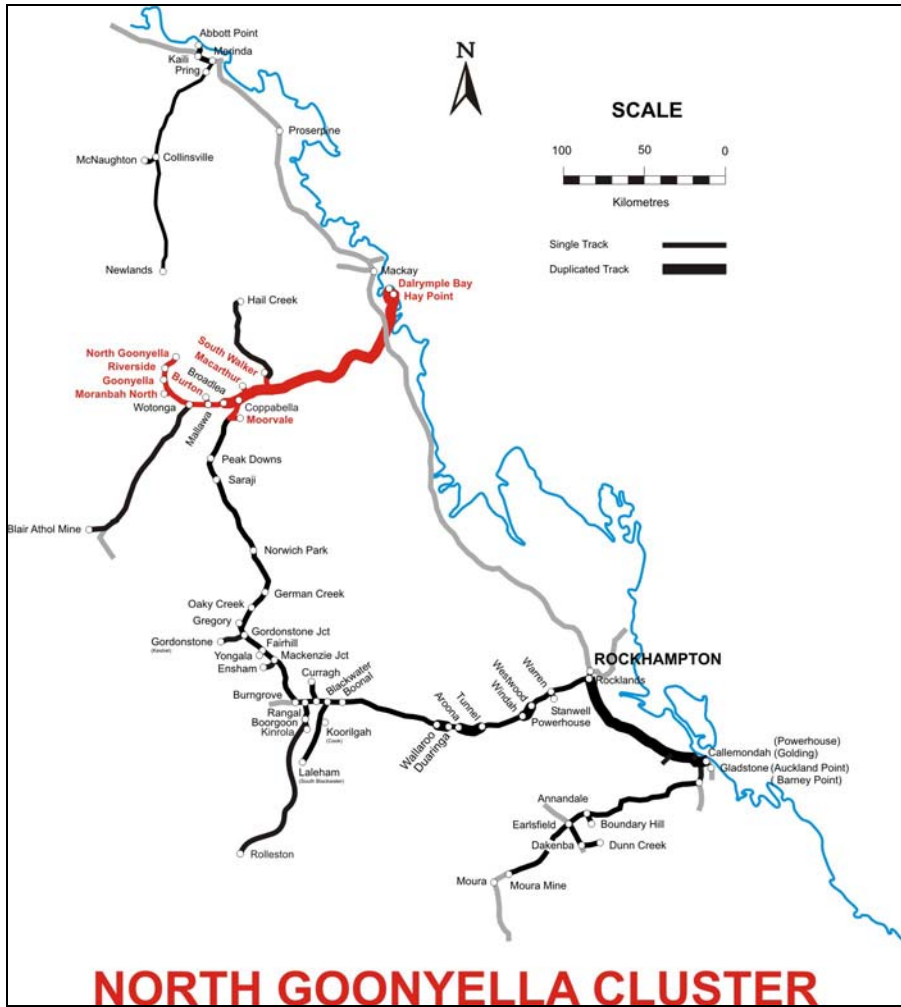 Abbott Point
Kaili
Merinda
Pring
N
SCALE
100 50 0
Kilometres
Proserpine
McNaughton
Collinsville
Single Track
Duplicated Track
Newlands
Mackay
Dalrymple Bay
Hay Point
Hail Creek
North Goonyella
Riverside
Goonyella
Moranbah North
South Walker
Macarthur
Broadlea
Burton
Wotonga
Mallawa
Coppabella
Moorvale
Peak Downs
Saraji
Blair Athol Mine
Norwich Park
German Creek
Oaky Creek
Gregory
Gordonstone Jct
Gordonstone
(Kestrel)
Fairhill
Yongala
Mackenzie Jct
Ensham
Curragh
Blackwater
Boonal
Burngrove
Rangal
Boorgoon
Kinrola
Koorilgah
(Cook)
Laleham
(South Blackwater)
Rolleston
Wallaroo
Duaringa
Aroona
Tunnel
Westwood
Windah
Warren
Stanwell
Powerhouse
ROCKHAMPTON
Rocklands
Callemondah (Powerhouse)
(Golding)
Gladstone (Auckland Point)
( Barney Point)
Annandale
Earlsfield
Boundary Hill
Dakenba
Dunn Creek
Moura
Moura Mine
NORTH GOONYELLA CLUSTER